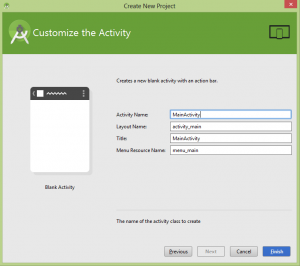 Create New Project
Customize the Activity
Creates a new blank activity with an action bar.
Activity Name: MainActivity
Layout Name: activity_main
Title: MainActivity
Menu Resource Name: menu_main
Blank Activity
The name of the activity class to create
Previous Next Cancel Finish